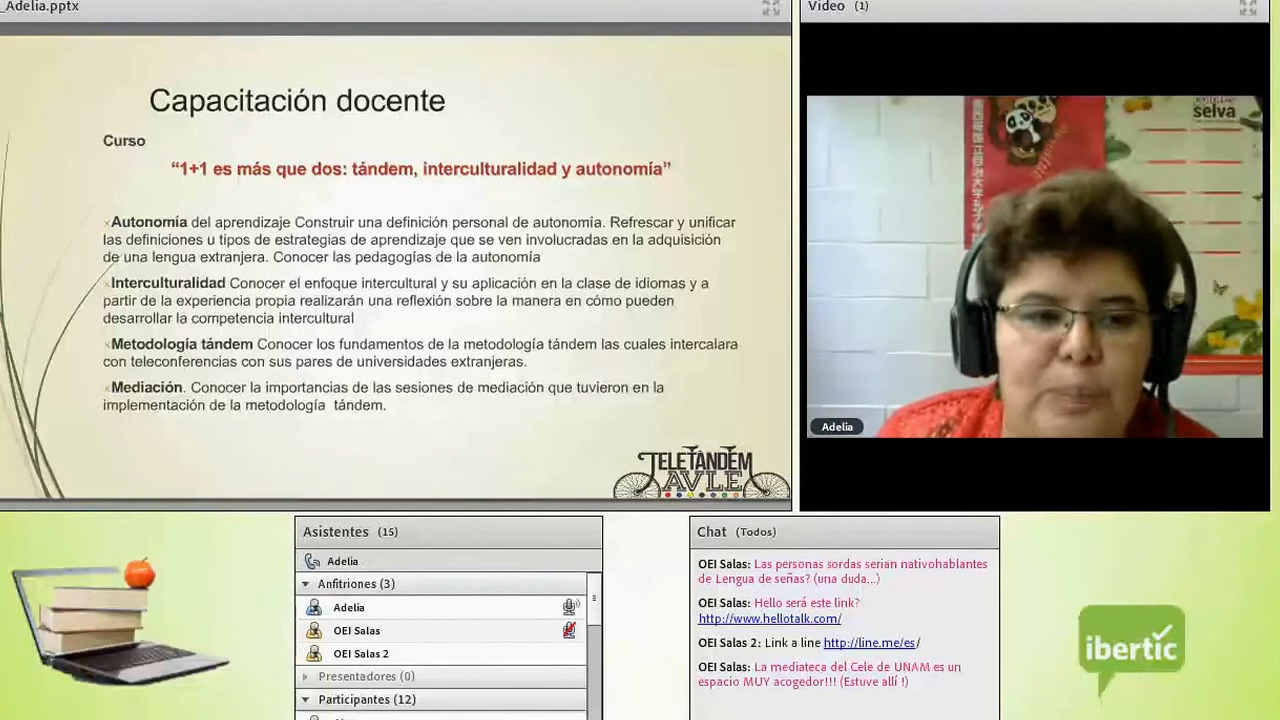 _Adelia.pptx
Video (1)
Capacitación docente
Curso
“1+1 es más que dos: tándem, interculturalidad y autonomía”
Autonomía del aprendizaje Construir una definición personal de autonomía. Refrescar y unificar
las definiciones u tipos de estrategias de aprendizaje que se ven involucradas en la adquisición
de una lengua extranjera. Conocer las pedagogías de la autonomía
Interculturalidad Conocer el enfoque intercultural y su aplicación en la clase de idiomas y a
partir de la experiencia propia realizarán una reflexión sobre la manera en cómo pueden
desarrollar la competencia intercultural
Metodología tándem Conocer los fundamentos de la metodología tándem las cuales intercalara
con teleconferencias con sus pares de universidades extranjeras.
Mediación. Conocer la importancias de las sesiones de mediación que tuvieron en la
implementación de la metodología tándem.
TELETANDEM
AVLE
selva
Adelia
Asistentes (15)
Adelia
Anfitriones (3)
Adelia
OEI Salas
OEI Salas 2
Presentadores (0)
Participantes (12)
Chat (Todos)
OEI Salas: Las personas sordas serian nativohablantes
de Lengua de señas? (una duda...)
OEI Salas: Hello será este link?
http://www.hellotalk.com/
OEI Salas 2: Link a line http://line.me/es/
OEI Salas: La mediateca del Cele de UNAM es un
espacio MUY acogedor!!! (Estuve allí !)
ibertic